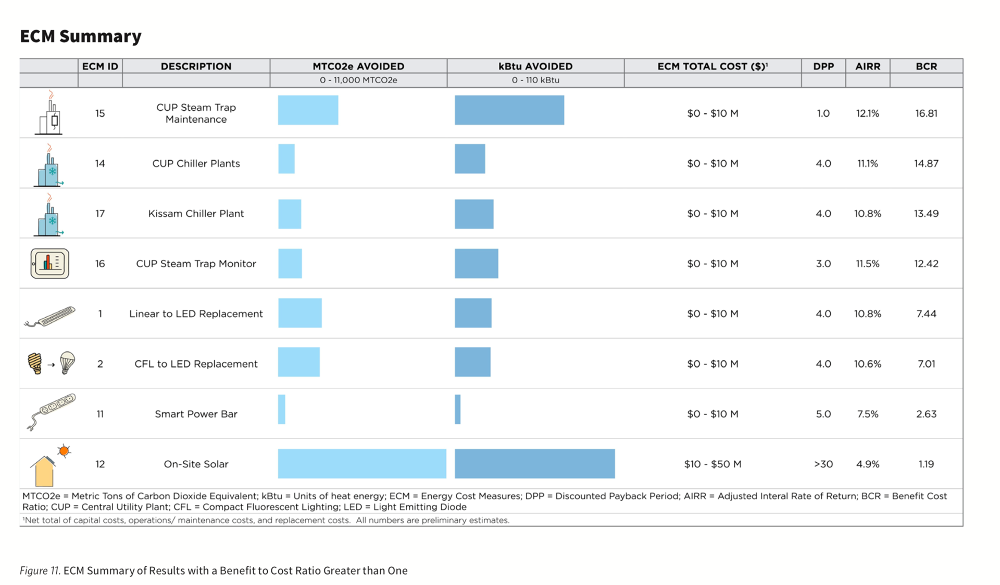 ECM Summary
ECM ID DESCRIPTION MTC02e AVOIDED kBtu AVOIDED ECM TOTAL COST ($)¹ DPP AIRR BCR
0 - 11,000 MTCO2e 0 - 110 kBtu
15 CUP Steam Trap Maintenance $0 - $10 M 1.0 12.1% 16.81
14 CUP Chiller Plants $0 - $10 M 4.0 11.1% 14.87
17 Kissam Chiller Plant $0 - $10 M 4.0 10.8% 13.49
16 CUP Steam Trap Monitor $0 - $10 M 3.0 11.5% 12.42
1 Linear to LED Replacement $0 - $10 M 4.0 10.8% 7.44
2 CFL to LED Replacement $0 - $10 M 4.0 10.6% 7.01
11 Smart Power Bar $0 - $10 M 5.0 7.5% 2.63
12 On-Site Solar $10 - $50 M >30 4.9% 1.19
MTCO2e = Metric Tons of Carbon Dioxide Equivalent; kBtu = Units of heat energy; ECM = Energy Cost Measures; DPP = Discounted Payback Period; AIRR = Adjusted Interal Rate of Return; BCR = Benefit Cost
Ratio; CUP = Central Utility Plant; CFL = Compact Fluorescent Lighting; LED = Light Emitting Diode
¹Net total of capital costs, operations/ maintenance costs, and replacement costs. All numbers are preliminary estimates.
Figure 11. ECM Summary of Results with a Benefit to Cost Ratio Greater than One